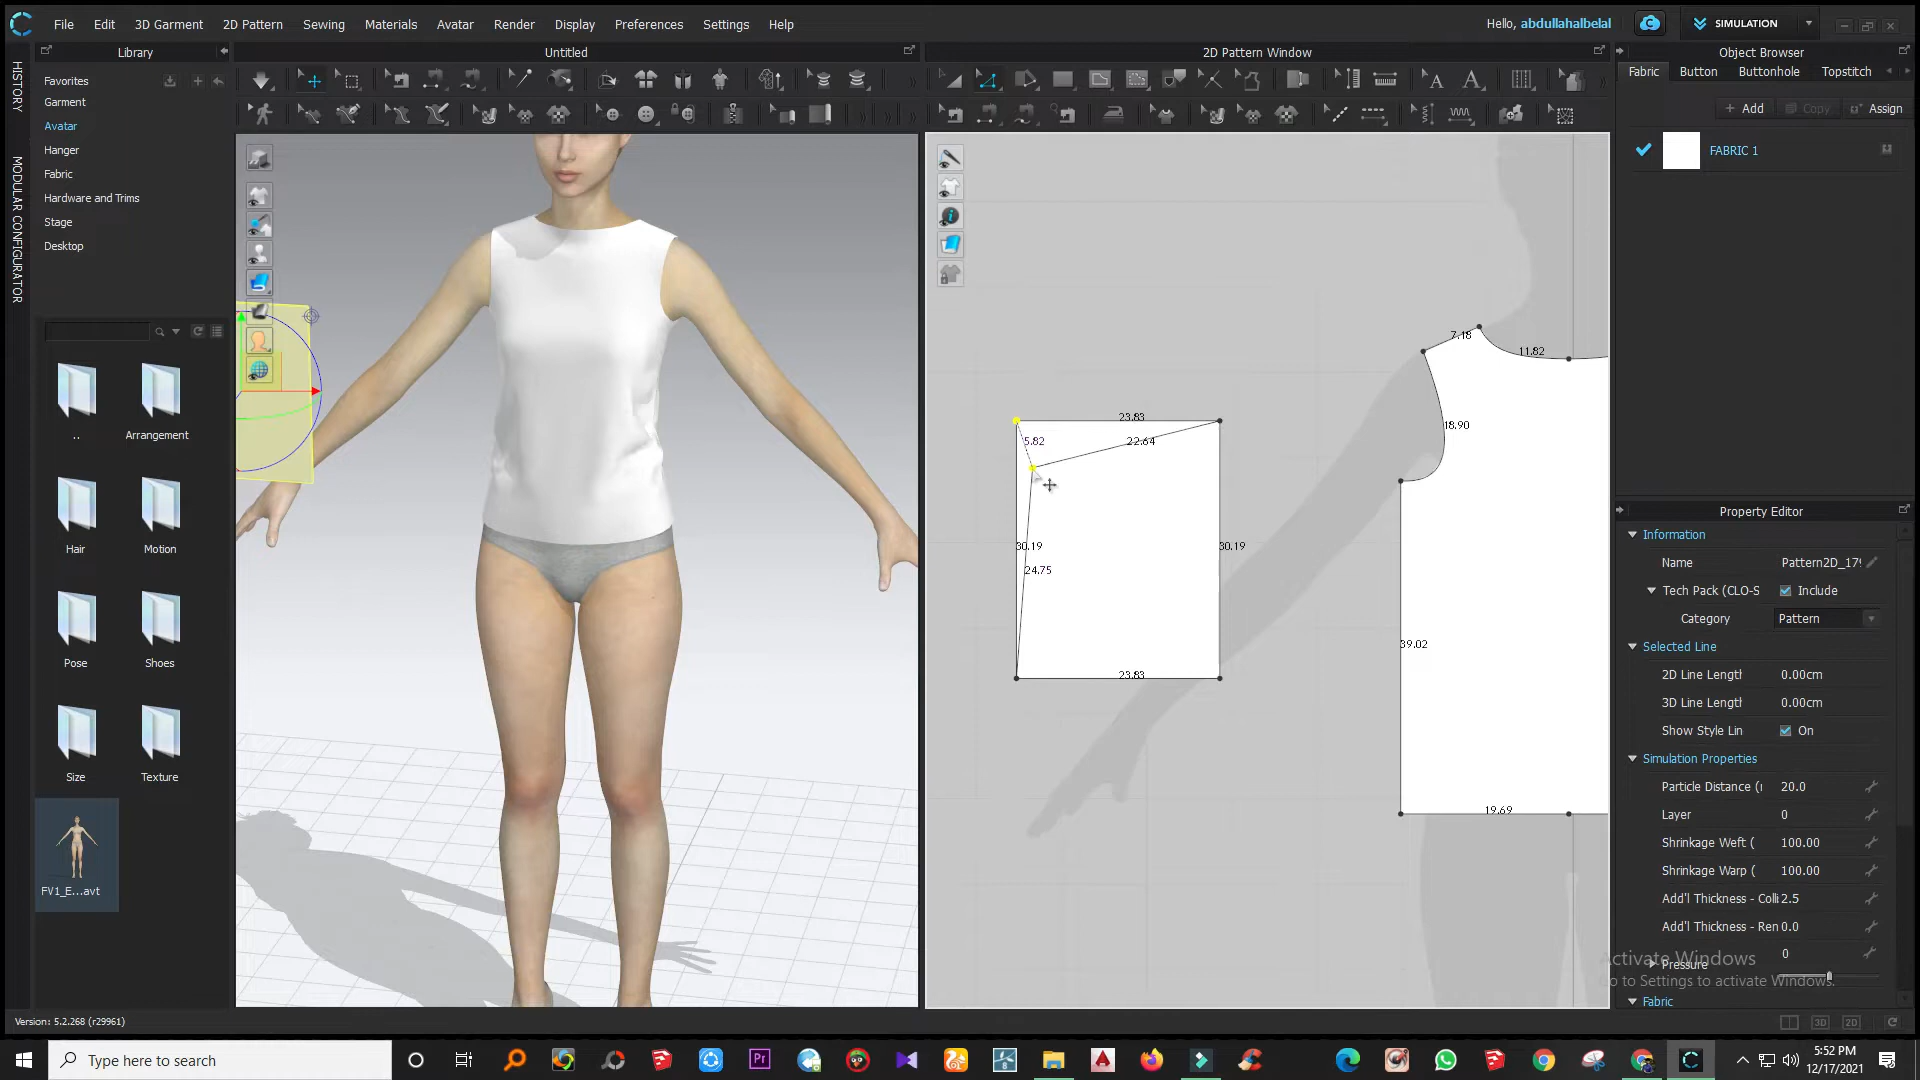 File Edit 3D Garment 2D Pattern Sewing Materials Avatar Render Display Preferences Settings Help
Hello, abdullahalbelal
SIMULATION
Library
Untitled
2D Pattern Window
Object Browser
HISTORY
MODULAR CONFIGURATOR
Favorites
Garment
Avatar
Hanger
Fabric
Hardware and Trims
Stage
Desktop
Fabric Button Buttonhole Topstitch
+ Add Copy Assign
FABRIC 1
..
Arrangement
Hair
Motion
Pose
Shoes
Size
Texture
FV1_E...avt
7.18
11.82
18.90
39.02
19.69
23.83
5.82
22.64
30.19
30.19
24.75
23.83
Property Editor
Information
Name Pattern2D_179
Tech Pack (CLO-S Include
Category Pattern
Selected Line
2D Line Length 0.00cm
3D Line Length 0.00cm
Show Style Lin On
Simulation Properties
Particle Distance (r 20.0
Layer 0
Shrinkage Weft ( 100.00
Shrinkage Warp ( 100.00
Add'l Thickness - Colli 2.5
Add'l Thickness - Ren 0.0
Pressure 0
Activate Windows
Go to Settings to activate Windows.
Fabric
Version: 5.2.268 (r29961)
3D 2D
Type here to search
Pr
5:52 PM
12/17/2021